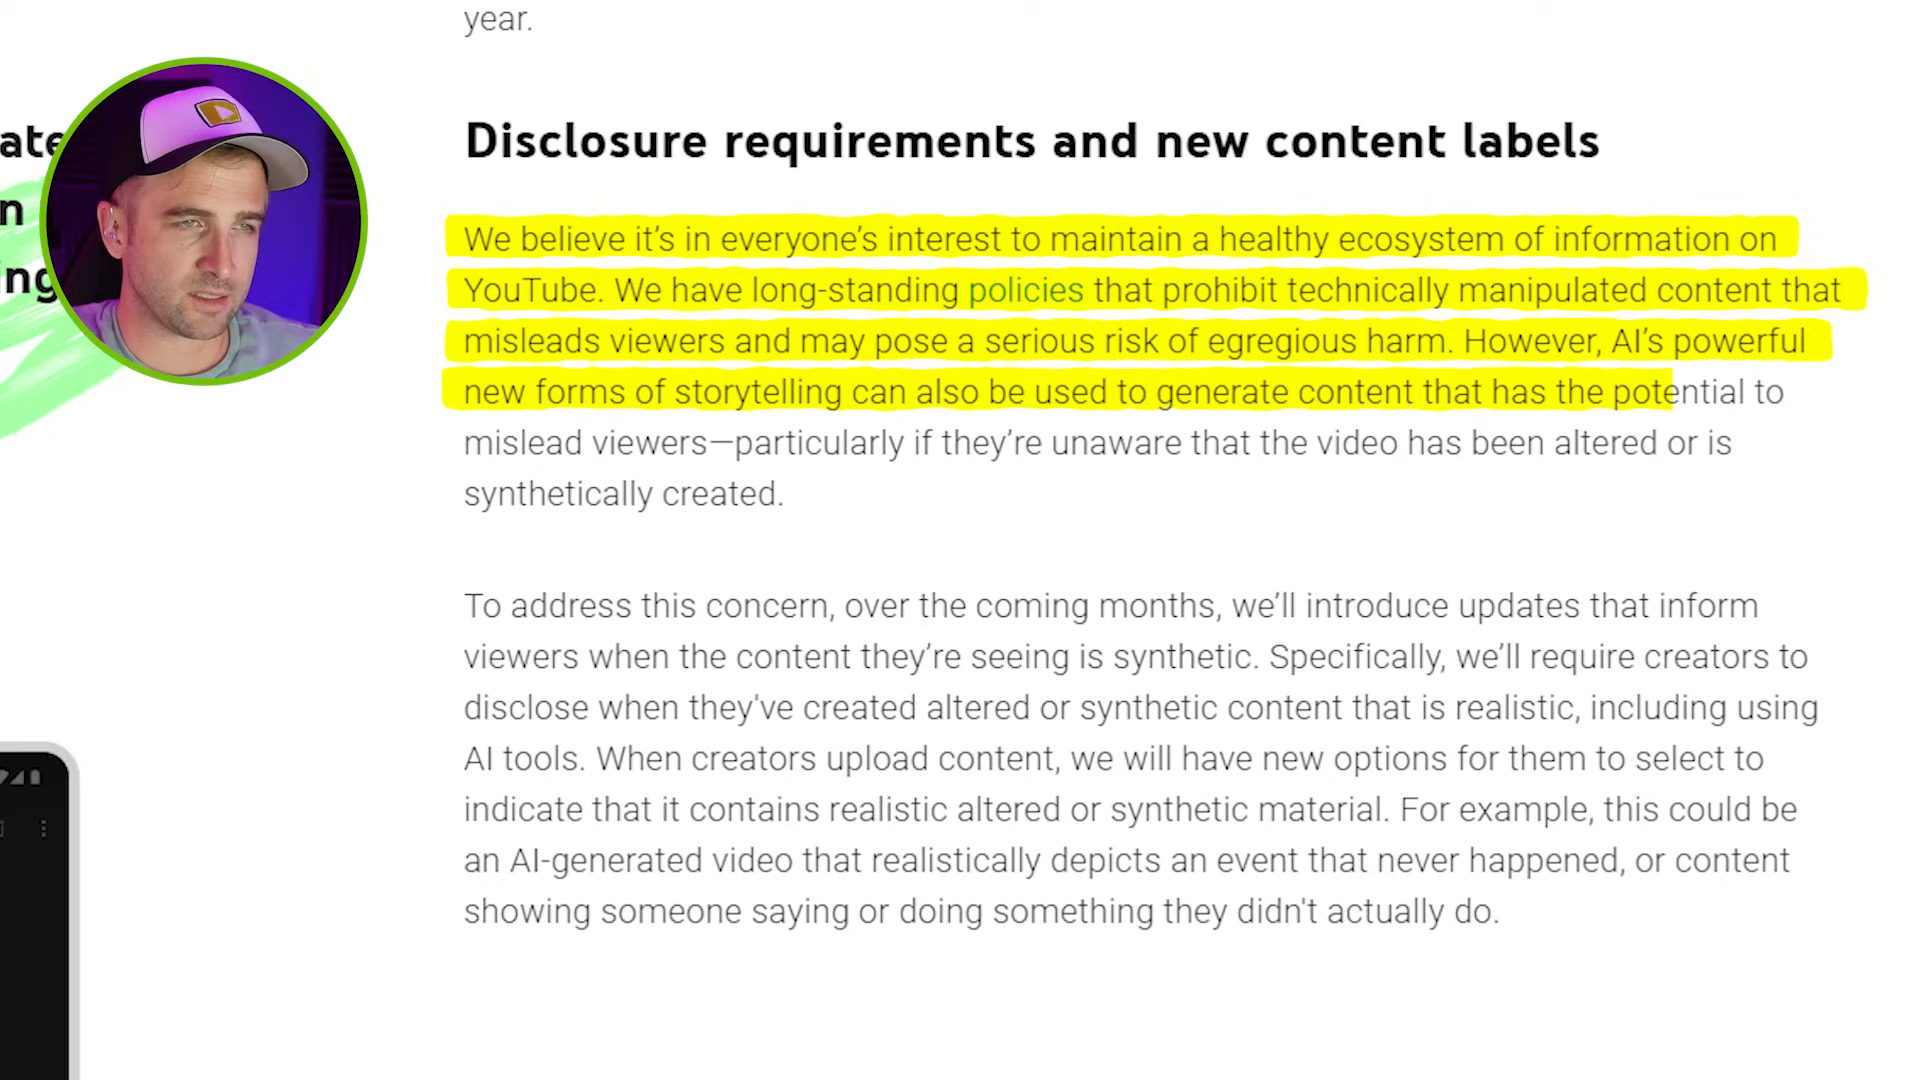 year.
Disclosure requirements and new content labels
We believe it’s in everyone’s interest to maintain a healthy ecosystem of information on
YouTube. We have long-standing policies that prohibit technically manipulated content that
misleads viewers and may pose a serious risk of egregious harm. However, AI’s powerful
new forms of storytelling can also be used to generate content that has the potential to
mislead viewers—particularly if they’re unaware that the video has been altered or is
synthetically created.
To address this concern, over the coming months, we’ll introduce updates that inform
viewers when the content they’re seeing is synthetic. Specifically, we’ll require creators to
disclose when they've created altered or synthetic content that is realistic, including using
AI tools. When creators upload content, we will have new options for them to select to
indicate that it contains realistic altered or synthetic material. For example, this could be
an AI-generated video that realistically depicts an event that never happened, or content
showing someone saying or doing something they didn't actually do.